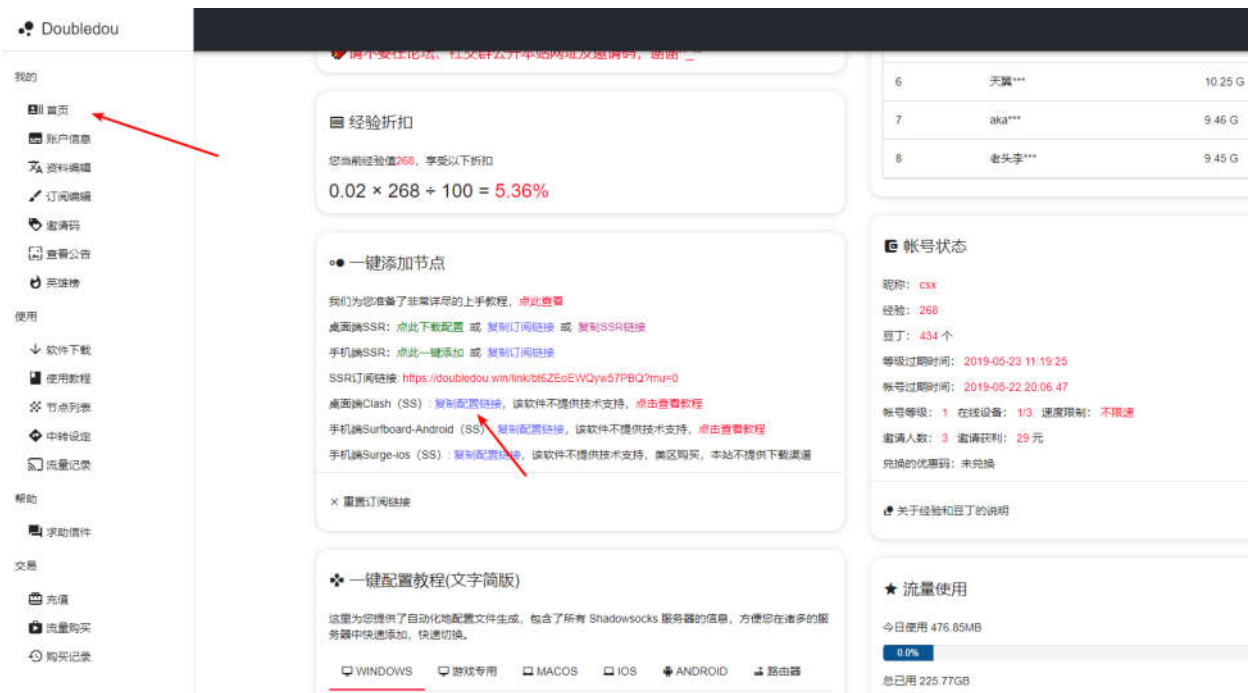 Doubledou
我的
首页
账户信息
资料编辑
订阅编辑
邀请码
查看公告
英雄榜
使用
软件下载
使用教程
节点列表
中转设定
流量记录
帮助
求助信件
交易
充值
流量购买
购买记录
请不要在论坛、社交群公开本站网址及邀请码，谢谢^_^
经验折扣
您当前经验值268，享受以下折扣
0.02 × 268 ÷ 100 = 5.36%
一键添加节点
我们为您准备了非常详尽的上手教程，点此查看
桌面端SSR：点此下载配置 或 复制订阅链接 或 复制SSR链接
手机端SSR：点此一键添加 或 复制订阅链接
SSR订阅链接: https://doubledou.win/link/bt6ZEoEWQyw57PBQ?mu=0
桌面端Clash（SS）: 复制配置链接，该软件不提供技术支持，点击查看教程
手机端Surfboard-Android（SS）: 复制配置链接，该软件不提供技术支持，点击查看教程
手机端Surge-ios（SS）: 复制配置链接，该软件不提供技术支持，美区购买，本站不提供下载渠道
× 重置订阅链接
一键配置教程(文字简版)
这里为您提供了自动化地配置文件生成，包含了所有 Shadowsocks 服务器的信息，方便您在诸多的服
务器中快速添加，快速切换。
WINDOWS 游戏专用 MACOS IOS ANDROID 路由器
6 天翼*** 10.25 G
7 aka*** 9.46 G
8 老头李*** 9.45 G
帐号状态
昵称： csx
经验： 268
豆丁： 434 个
等级过期时间： 2019-05-23 11:19:25
帐号过期时间： 2019-05-22 20:06:47
帐号等级： 1 在线设备： 1/3 速度限制： 不限速
邀请人数： 3 邀请获利： 29 元
兑换的优惠码：未兑换
关于经验和豆丁的说明
流量使用
今日使用 476.85MB
0.0%
总已用 225.77GB